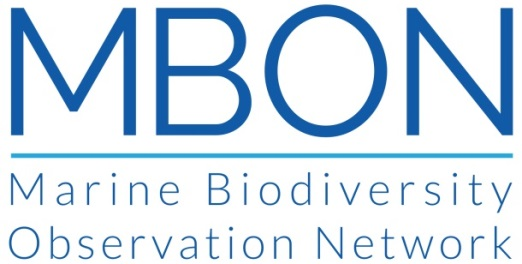 MBON
Marine Biodiversity
Observation Network